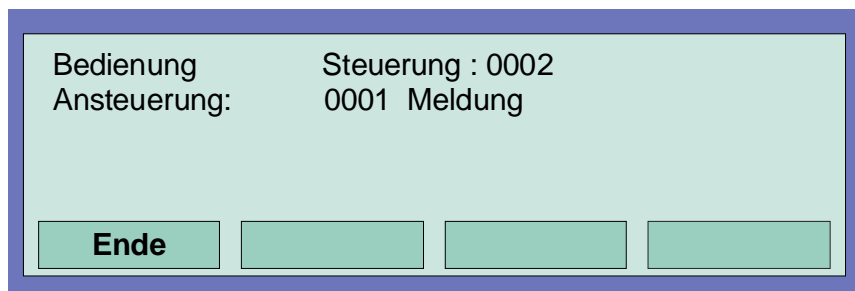 Bedienung Steuerung : 0002
Ansteuerung: 0001 Meldung
Ende